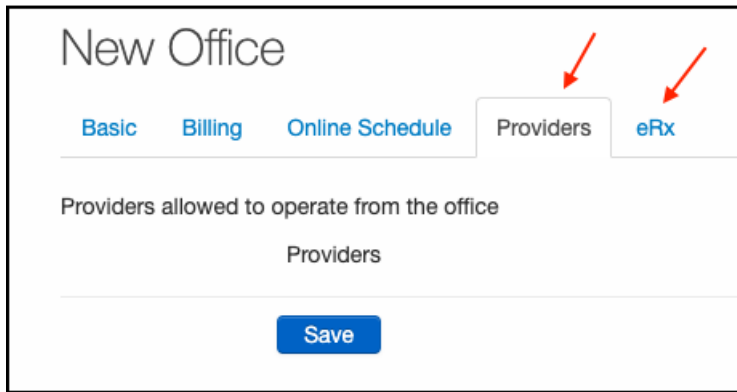 New Office
Basic Billing Online Schedule Providers eRx
Providers allowed to operate from the office
Providers
Save